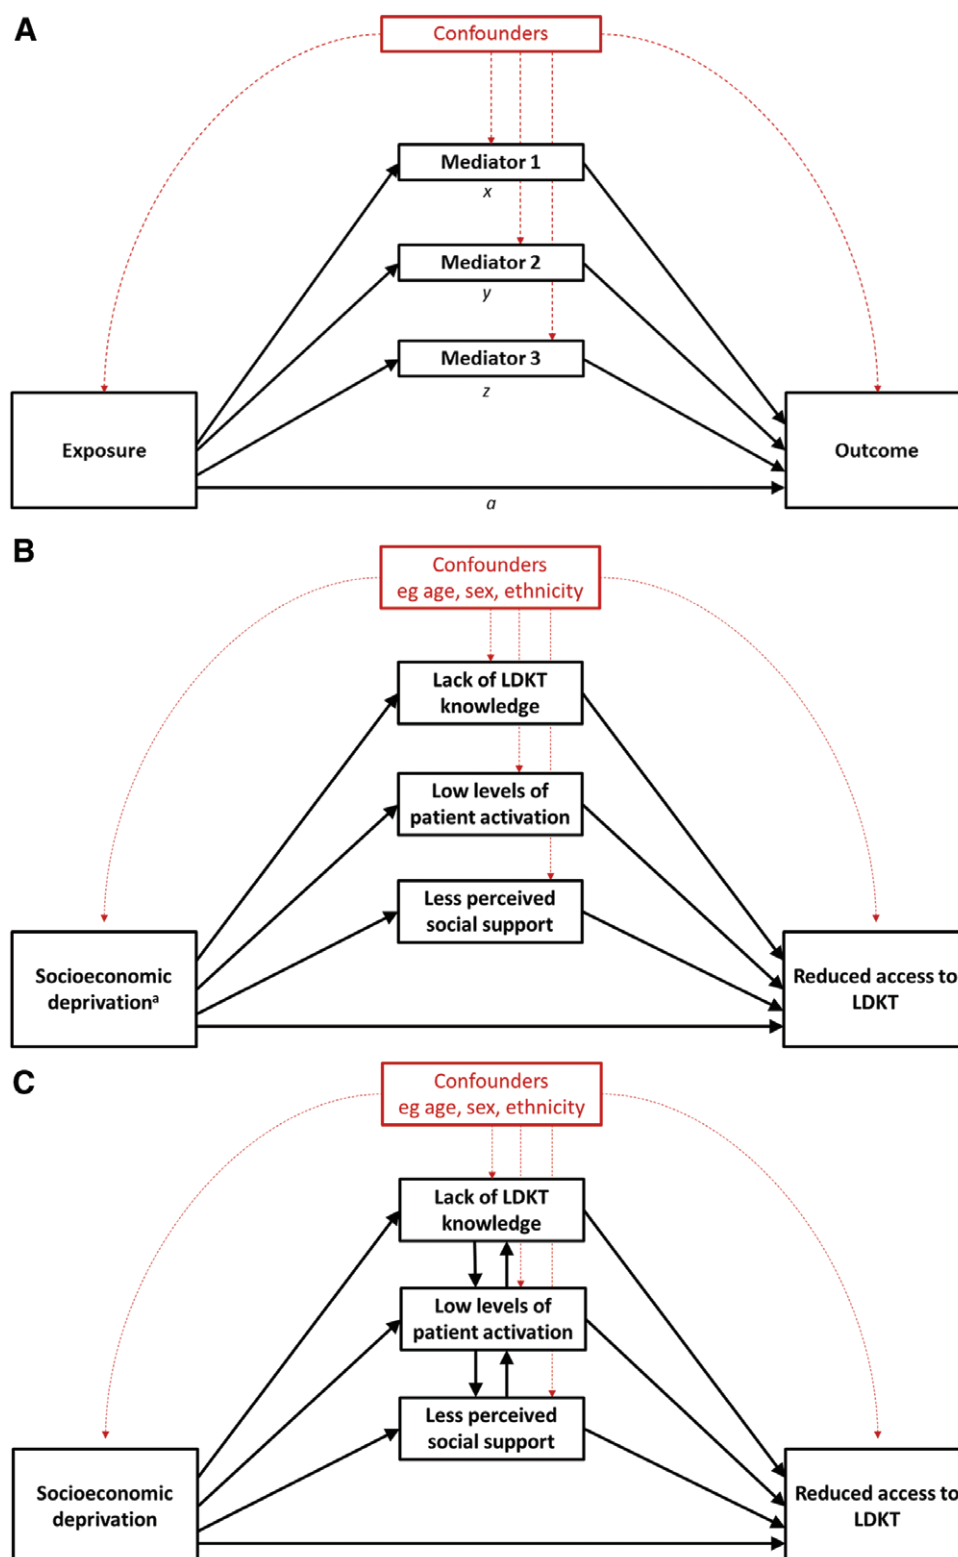 A
Confounders
Mediator 1
x
Mediator 2
y
Mediator 3
z
Exposure
Outcome
a
B
Confounders
eg age, sex, ethnicity
Lack of LDKT
knowledge
Low levels of
patient activation
Less perceived
social support
Socioeconomic
deprivationᵃ
Reduced access to
LDKT
C
Confounders
eg age, sex, ethnicity
Lack of LDKT
knowledge
Low levels of
patient activation
Less perceived
social support
Socioeconomic
deprivation
Reduced access to
LDKT